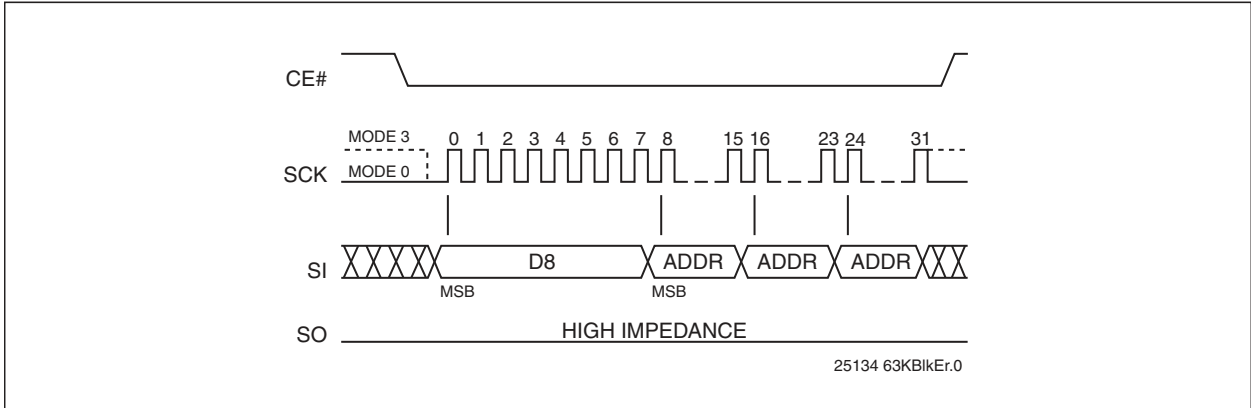 CE#
MODE 3
0 1 2 3 4 5 6 7 8 15 16 23 24 31
SCK MODE 0
SI D8 ADDR ADDR ADDR
MSB MSB
SO HIGH IMPEDANCE
25134 63KBlkEr.0